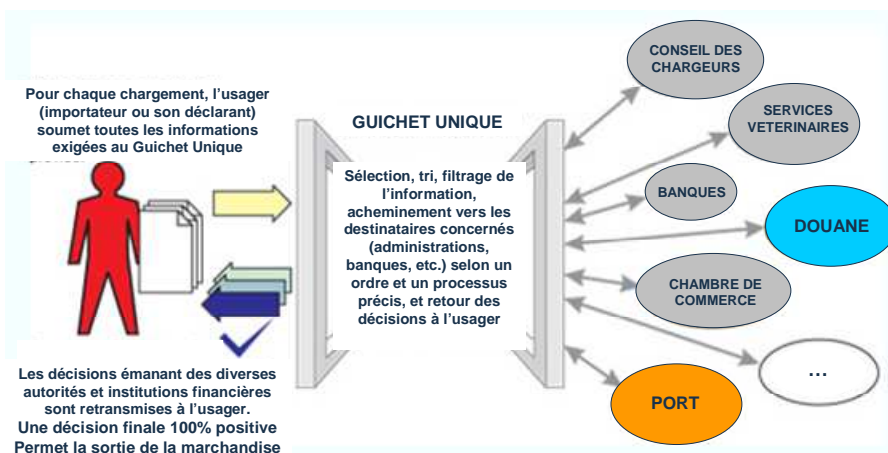 Pour chaque chargement, l'usager
(importateur ou son déclarant)
soumet toutes les informations
exigées au Guichet Unique
GUICHET UNIQUE
Sélection, tri, filtrage de
l'information,
acheminement vers les
destinataires concernés
(administrations,
banques, etc.) selon un
ordre et un processus
précis, et retour des
décisions à l'usager
CONSEIL DES
CHARGEURS
SERVICES
VETERINAIRES
BANQUES
DOUANE
CHAMBRE DE
COMMERCE
...
PORT
Les décisions émanant des diverses
autorités et institutions financières
sont retransmises à l'usager.
Une décision finale 100% positive
Permet la sortie de la marchandise